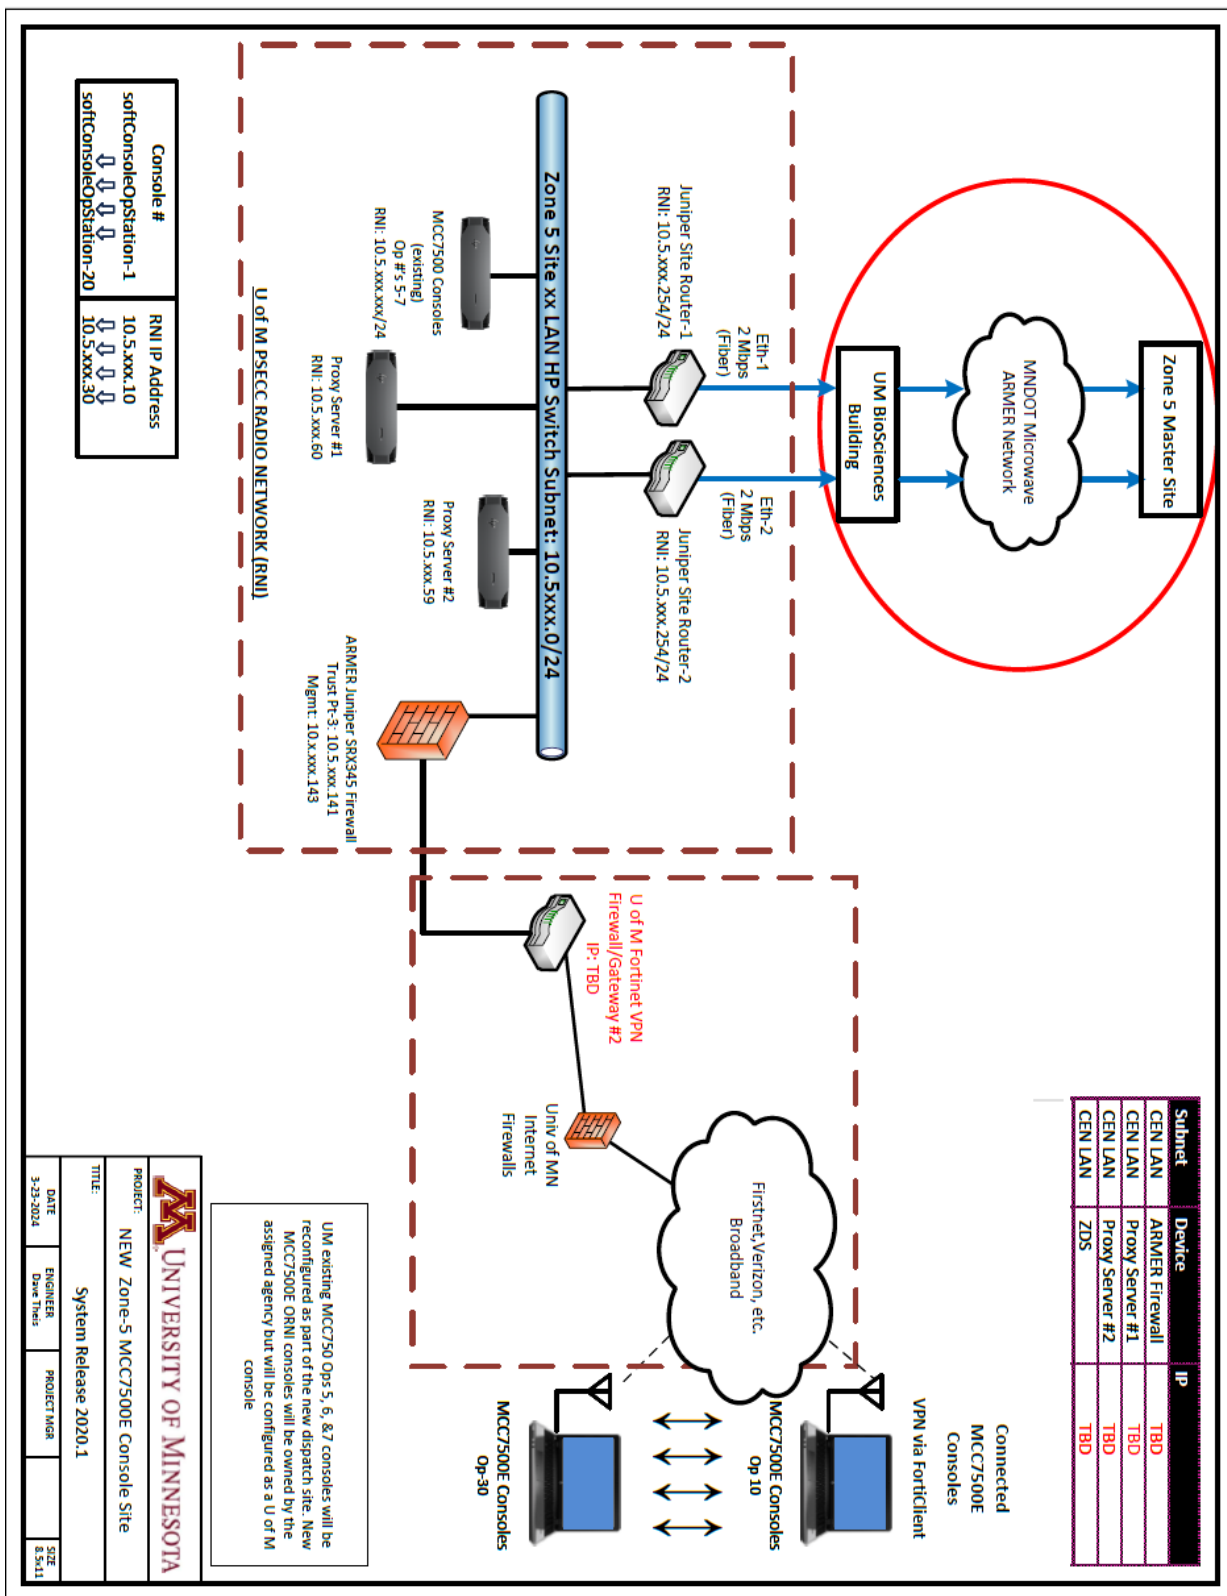 Zone 5 Master Site
MNDOT Microwave
ARMER Network
UM BioSciences
Building
Eth-1
2 Mbps
(Fiber)
Eth-2
2 Mbps
(Fiber)
Juniper Site Router-1
RNI: 10.5.xxx.254/24
Juniper Site Router-2
RNI: 10.5.xxx.254/24
Zone 5 Site xx LAN HP Switch Subnet: 10.5xxx.0/24
MCC7500 Consoles
(existing)
Op #'s 5-7
RNI: 10.5.xxx.xxx/24
Proxy Server #1
RNI: 10.5.xxx.60
Proxy Server #2
RNI: 10.5.xxx.59
ARMER Juniper SRX345 Firewall
Trust Pt-3: 10.5.xxx.141
Mgmt: 10.x.xxx.143
U of M PSECC RADIO NETWORK (RNI)
Console #
RNI IP Address
softConsoleOpStation-1
10.5.xxx.10
softConsoleOpStation-20
10.5.xxx.30
Subnet
Device
IP
CEN LAN
ARMER Firewall
TBD
CEN LAN
Proxy Server #1
TBD
CEN LAN
Proxy Server #2
TBD
CEN LAN
ZDS
TBD
Connected
MCC7500E
Consoles
VPN via FortiClient
U of M Fortinet VPN
Firewall/Gateway #2
IP: TBD
Univ of MN
Internet
Firewalls
Firstnet,Verizon, etc.
Broadband
MCC7500E Consoles
Op 10
MCC7500E Consoles
Op-30
UM existing MCC750 Ops 5, 6, &7 consoles will be
reconfigured as part of the new dispatch site. New
MCC7500E ORNI consoles will be owned by the
assigned agency but will be configured as a U of M
console
UNIVERSITY OF MINNESOTA
PROJECT:
NEW Zone-5 MCC7500E Console Site
TITLE:
System Release 2020.1
DATE
3-23-2024
ENGINEER
Dave Theis
PROJECT MGR
SIZE
8.5x11